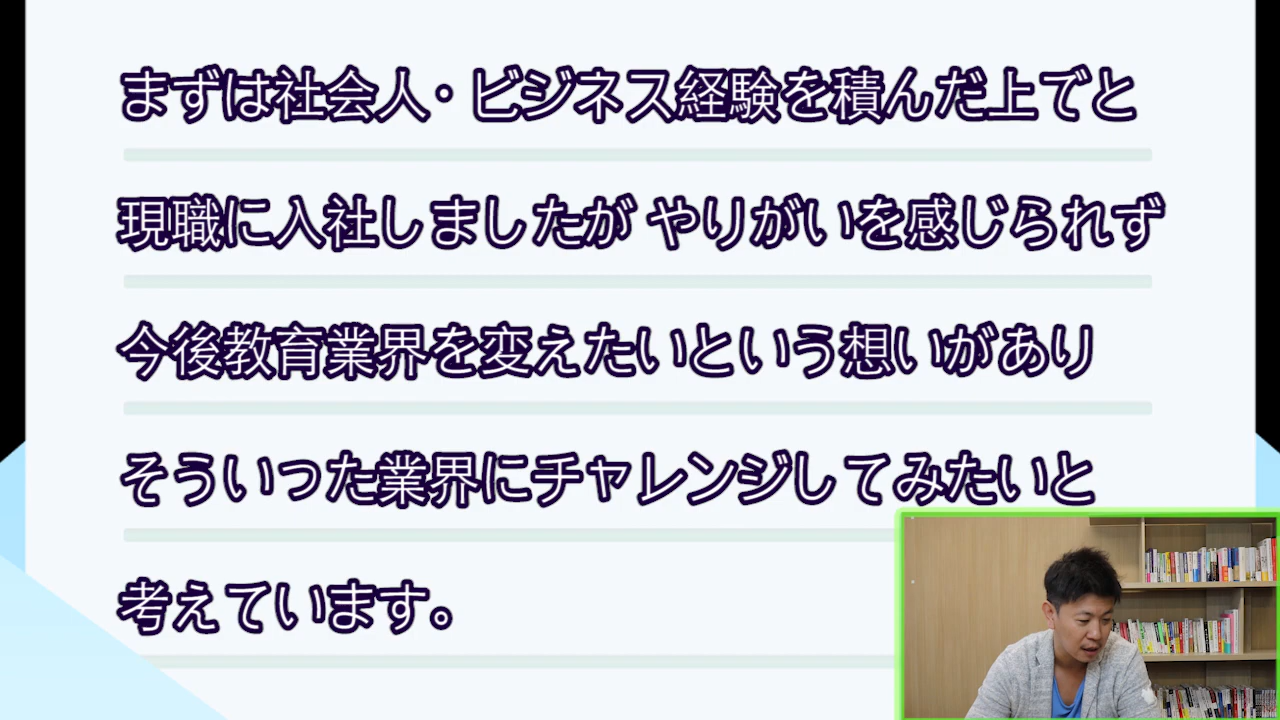 まずは社会人・ビジネス経験を積んだ上でと
現職に入社しましたが やりがいを感じられず
今後教育業界を変えたいという想いがあり
そういった業界にチャレンジしてみたいと
考えています。